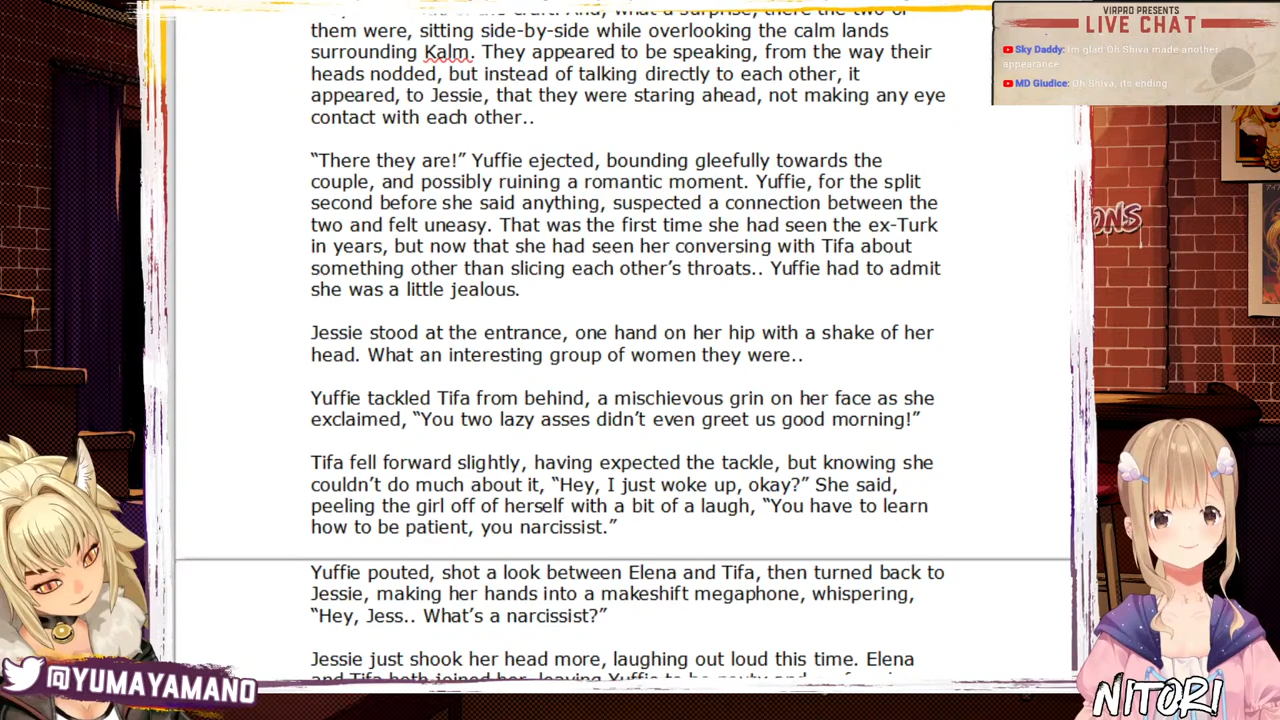 them were, sitting side-by-side while overlooking the calm lands
surrounding Kalm. They appeared to be speaking, from the way their
heads nodded, but instead of talking directly to each other, it
appeared, to Jessie, that they were staring ahead, not making any eye
contact with each other..
“There they are!” Yuffie ejected, bounding gleefully towards the
couple, and possibly ruining a romantic moment. Yuffie, for the split
second before she said anything, suspected a connection between the
two and felt uneasy. That was the first time she had seen the ex-Turk
in years, but now that she had seen her conversing with Tifa about
something other than slicing each other’s throats.. Yuffie had to admit
she was a little jealous.
Jessie stood at the entrance, one hand on her hip with a shake of her
head. What an interesting group of women they were..
Yuffie tackled Tifa from behind, a mischievous grin on her face as she
exclaimed, “You two lazy asses didn’t even greet us good morning!”
Tifa fell forward slightly, having expected the tackle, but knowing she
couldn’t do much about it, “Hey, I just woke up, okay?” She said,
peeling the girl off of herself with a bit of a laugh, “You have to learn
how to be patient, you narcissist.”
Yuffie pouted, shot a look between Elena and Tifa, then turned back to
Jessie, making her hands into a makeshift megaphone, whispering,
“Hey, Jess.. What’s a narcissist?”
Jessie just shook her head more, laughing out loud this time. Elena
VIRPRO PRESENTS
LIVE CHAT
Sky Daddy: Im glad Oh Shiva made another
appearance
MD Giudice: Oh Shiva, its ending
ONS
@YUMAYAMANO
NITORI